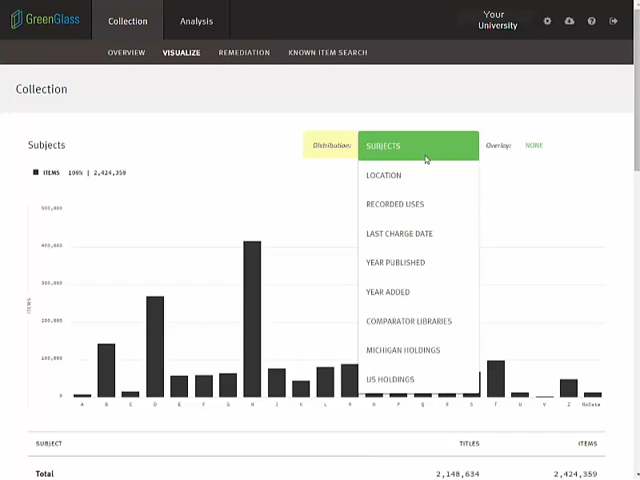 GreenGlass
Collection
Analysis
Your
University
OVERVIEW
VISUALIZE
REMEDIATION
KNOWN ITEM SEARCH
Collection
Subjects
Distribution:
SUBJECTS
Overlay:
NONE
ITEMS 100% | 2,424,359
LOCATION
RECORDED USES
LAST CHARGE DATE
YEAR PUBLISHED
YEAR ADDED
COMPARATOR LIBRARIES
MICHIGAN HOLDINGS
US HOLDINGS
500,000
400,000
300,000
200,000
100,000
0
ITEMS
A B C D E F G H J K L M N P Q R S T U V Z NoData
SUBJECT TITLES ITEMS
Total 2,148,634 2,424,359